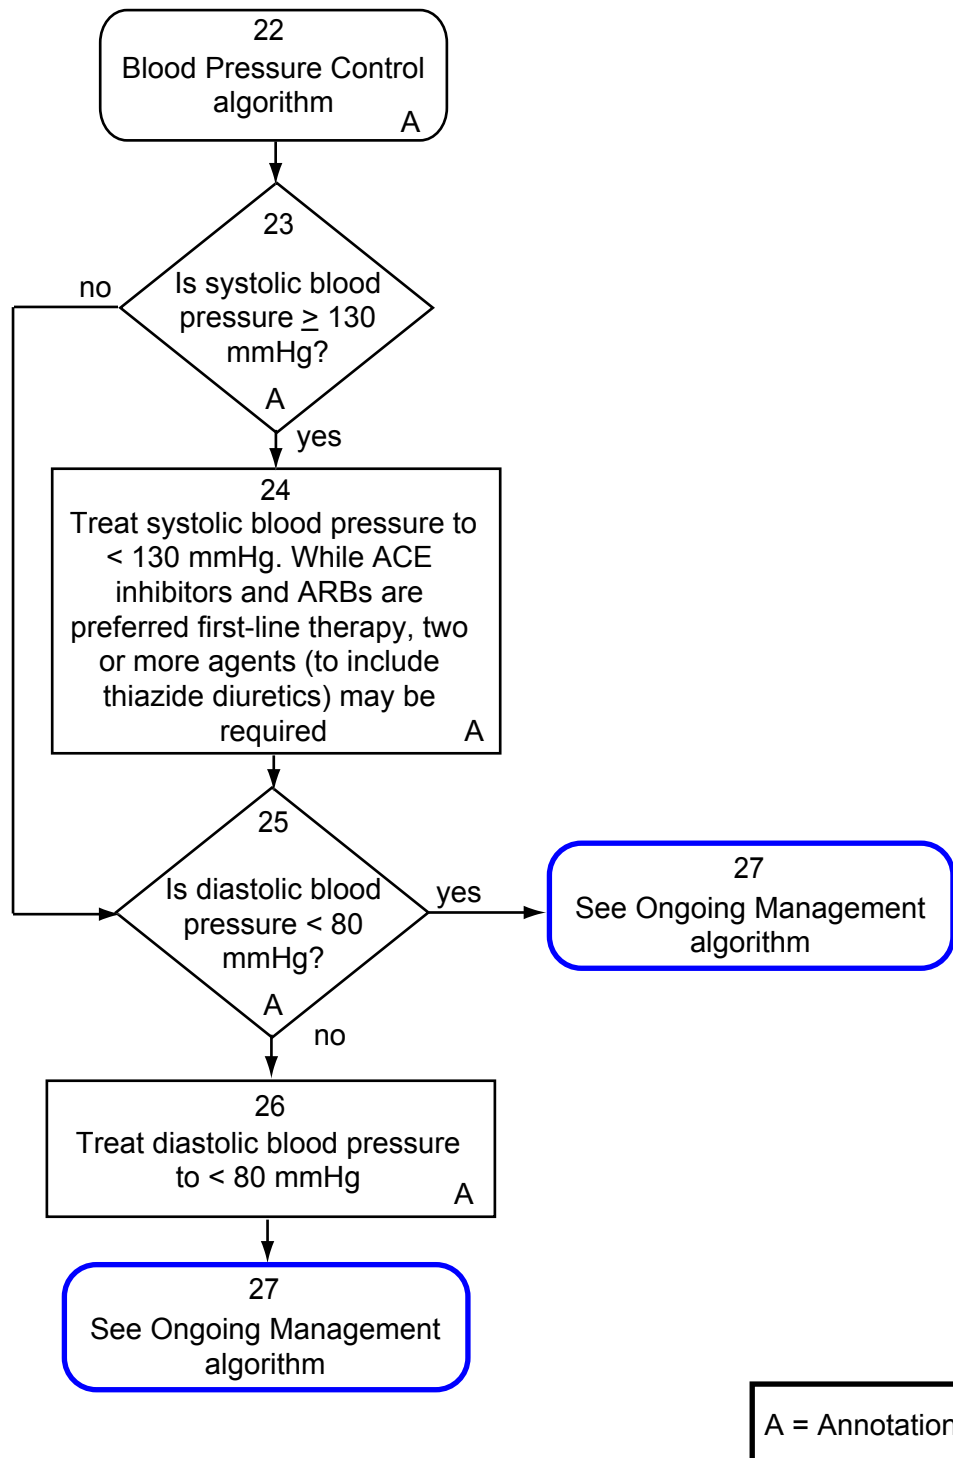 22
Blood Pressure Control
algorithm
A
23
no
Is systolic blood
pressure ≥ 130
mmHg?
A
yes
24
Treat systolic blood pressure to
< 130 mmHg. While ACE
inhibitors and ARBs are
preferred first-line therapy, two
or more agents (to include
thiazide diuretics) may be
required
A
25
Is diastolic blood
pressure < 80
mmHg?
A
yes
27
See Ongoing Management
algorithm
no
26
Treat diastolic blood pressure
to < 80 mmHg
A
27
See Ongoing Management
algorithm
A = Annotation